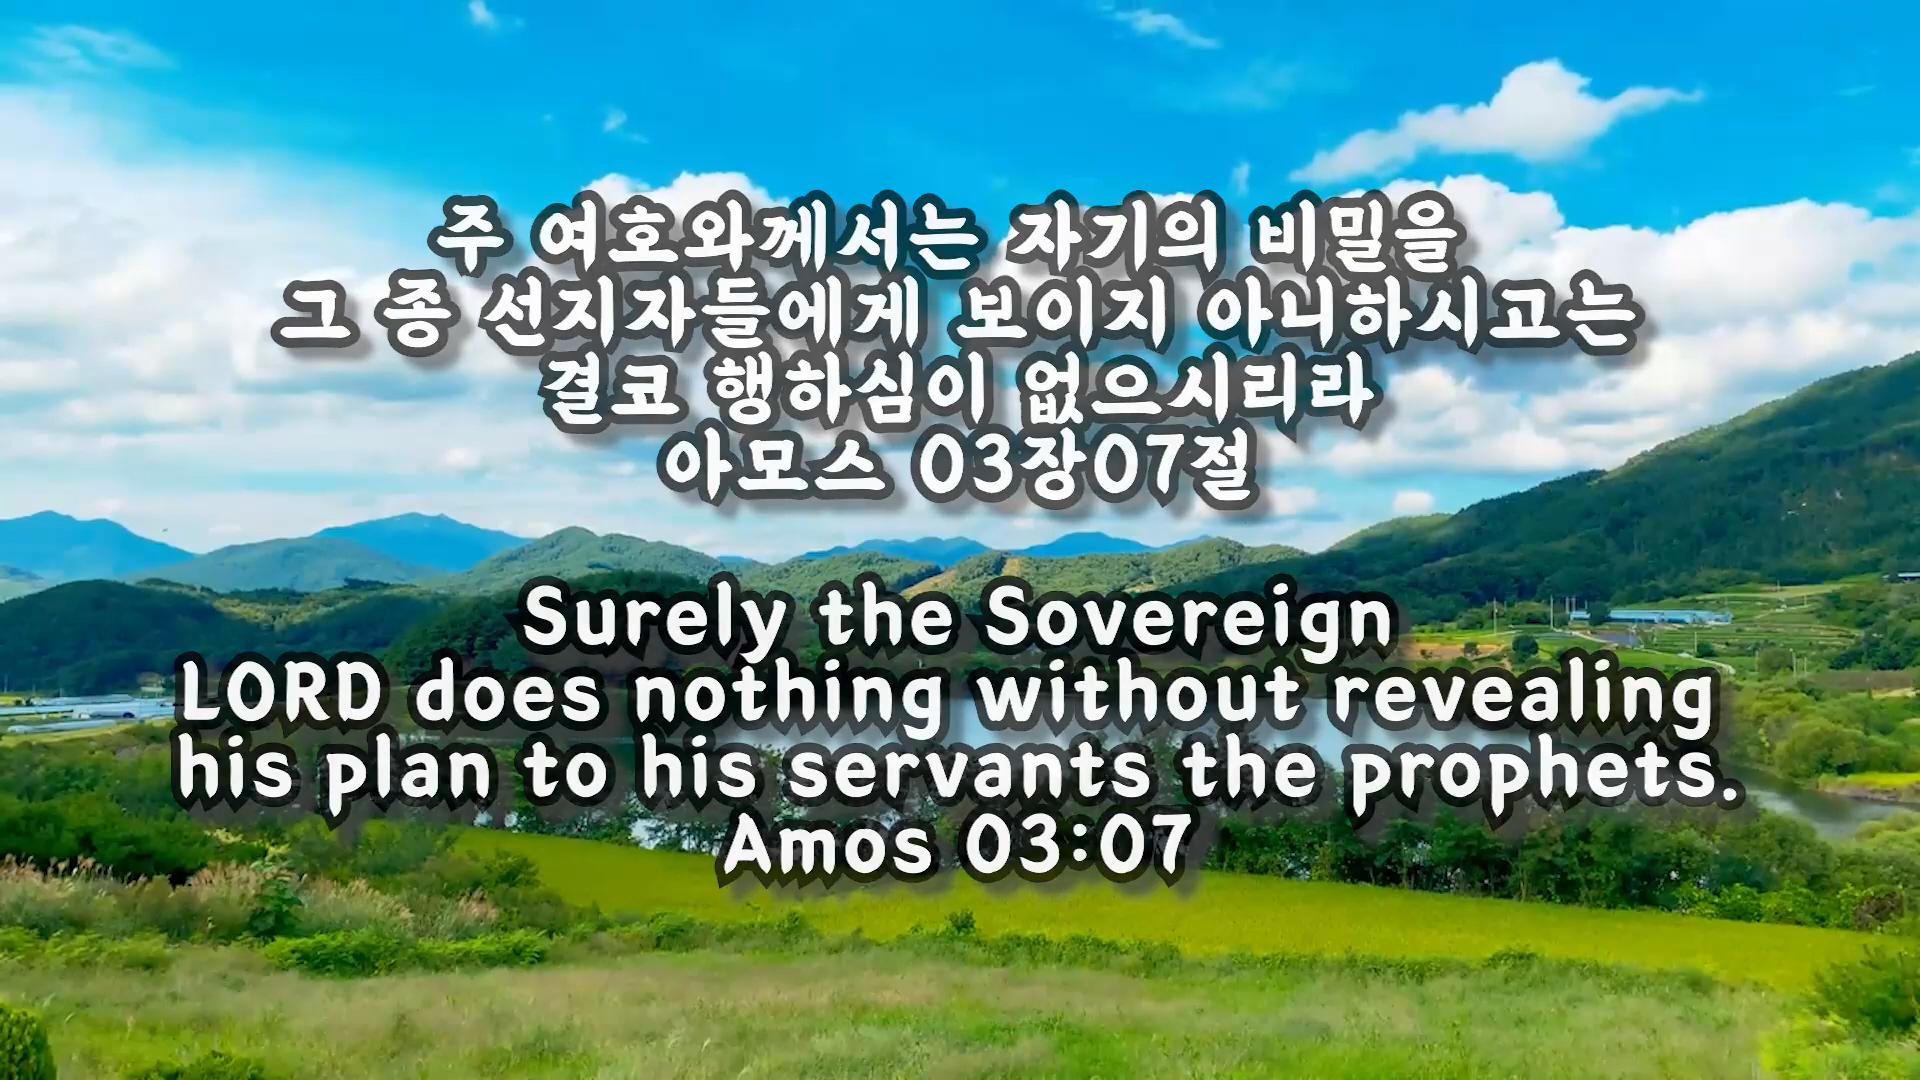 주 여호와께서는 자기의 비밀을
그 종 선지자들에게 보이지 아니하시고는
결코 행하심이 없으시리라
아모스 03장07절
Surely the Sovereign
LORD does nothing without revealing
his plan to his servants the prophets.
Amos 03:07